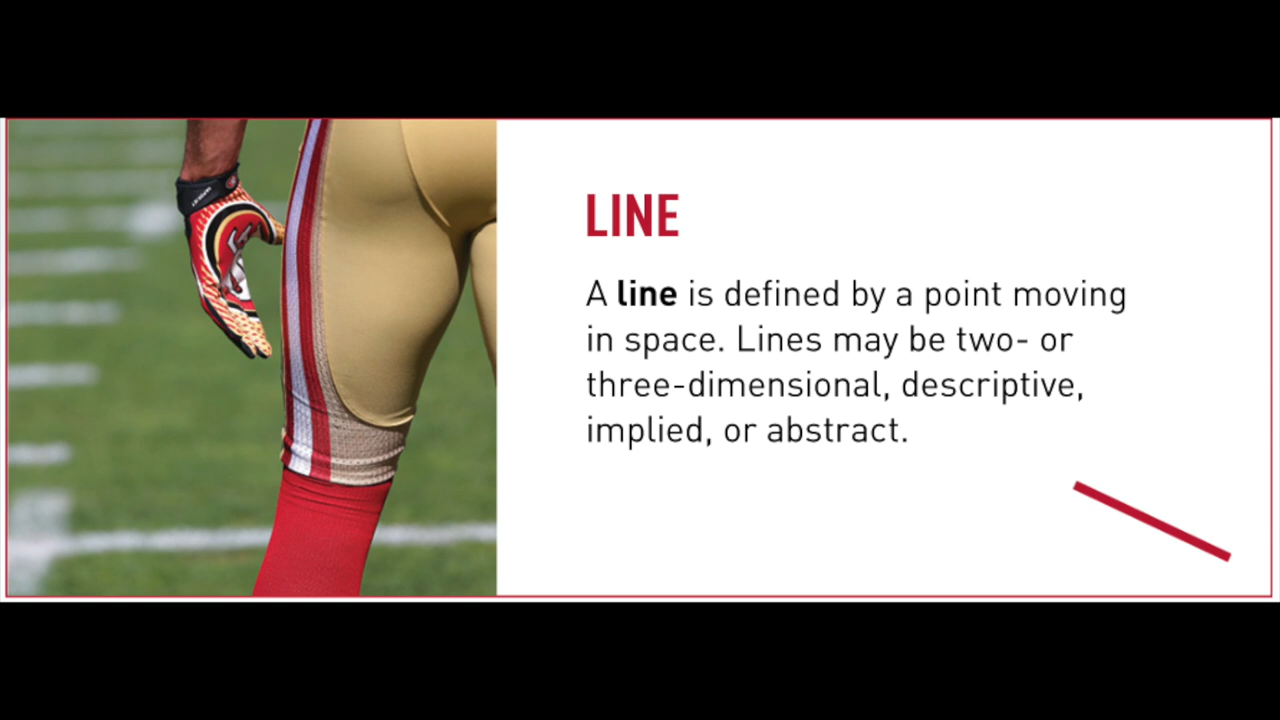 LINE
A line is defined by a point moving
in space. Lines may be two- or
three-dimensional, descriptive,
implied, or abstract.